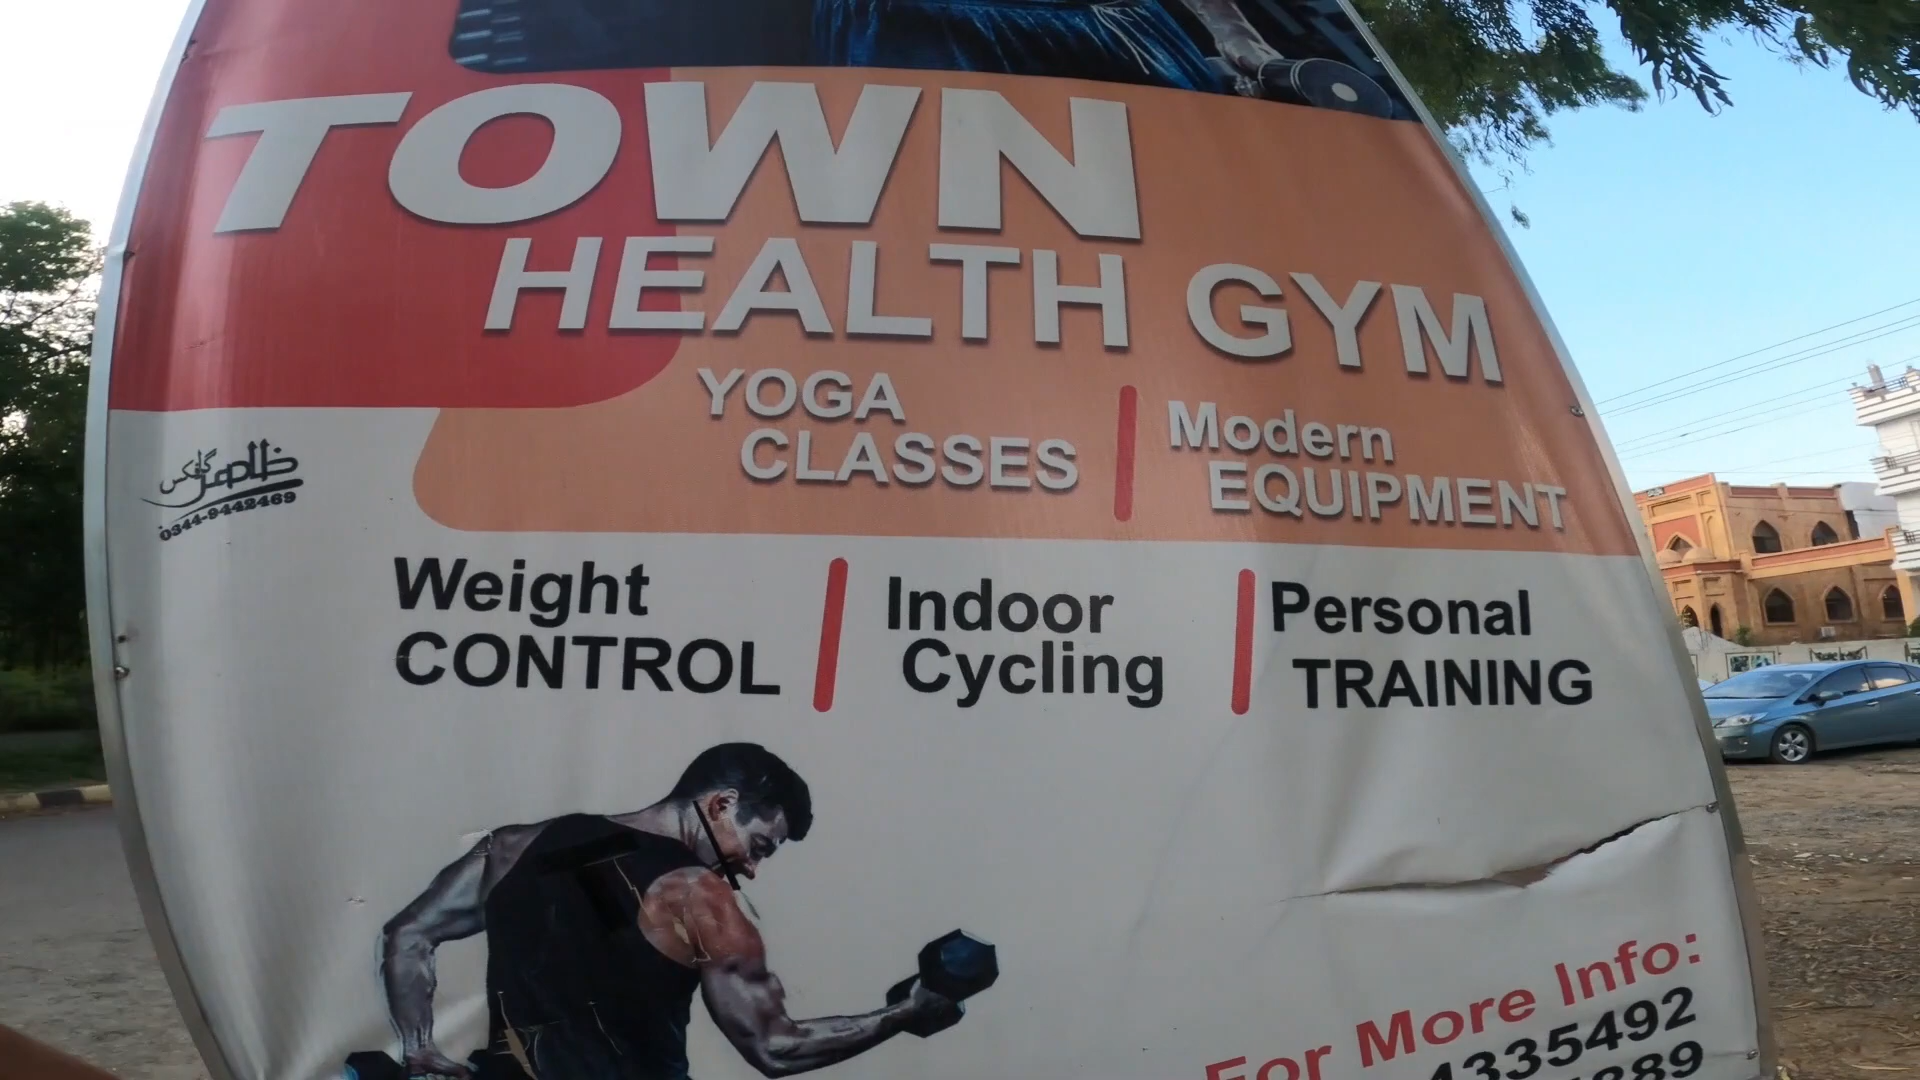 TOWN
HEALTH GYM
YOGA
CLASSES
Modern
EQUIPMENT
گرافکس
0344-9442469
Weight
CONTROL
Indoor
Cycling
Personal
TRAINING
For More Info:
4335492
889